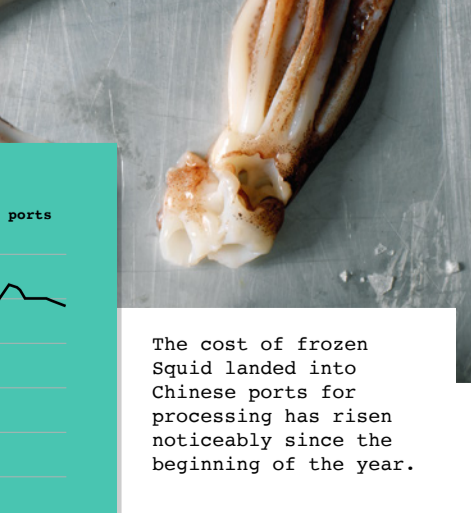 ports
The cost of frozen
Squid landed into
Chinese ports for
processing has risen
noticeably since the
beginning of the year.